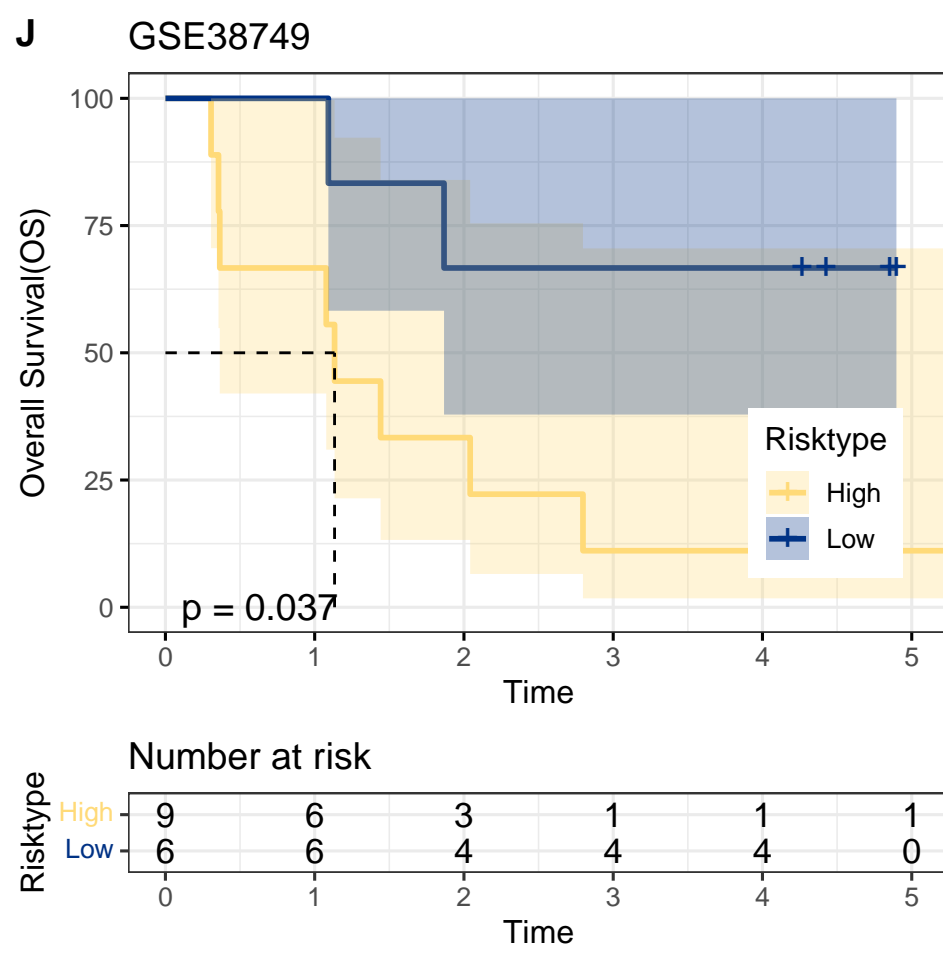 J GSE38749
Overall Survival(OS)
100
75
50
25
0
p = 0.037
Risktype
High
Low
0 1 2 3 4 5
Time
Number at risk
Risktype
High 9 6 3 1 1 1
Low 6 6 4 4 4 0
0 1 2 3 4 5
Time